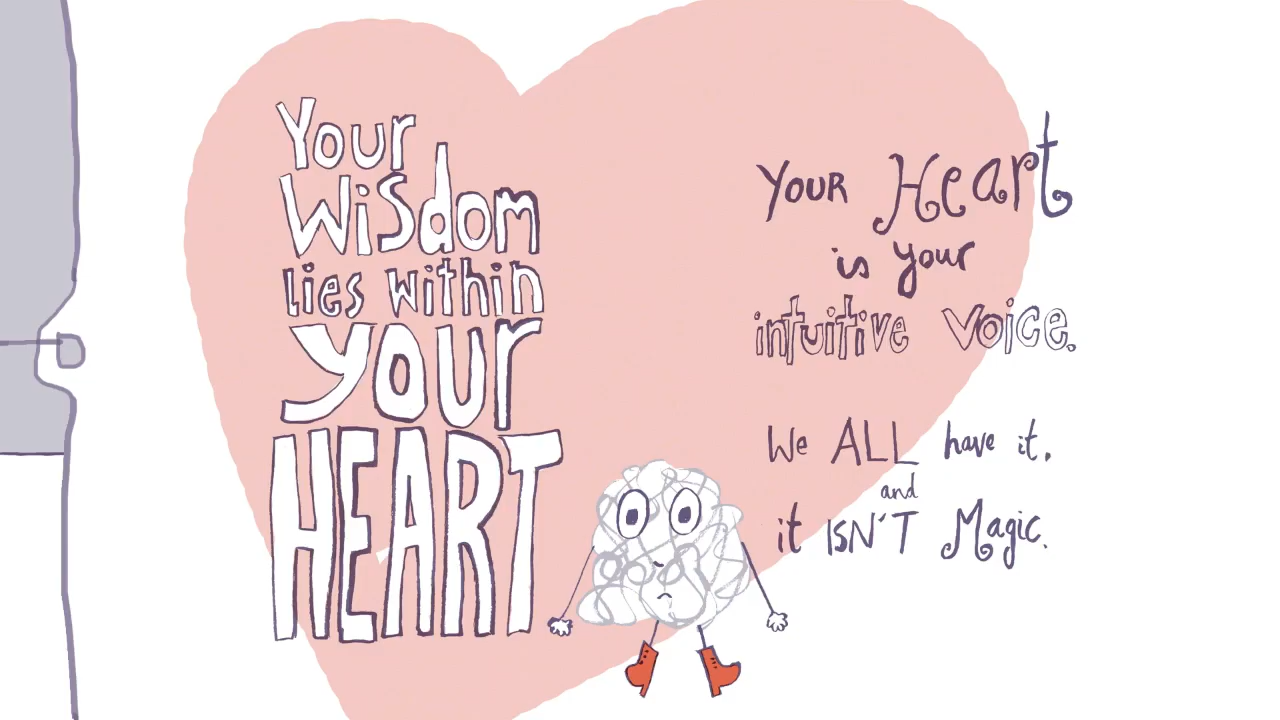 Your
WiSdom
lies within
your
HEART
YOUR Heart
is your
intuitive voice.
We ALL have it.
and
it ISN'T Magic.